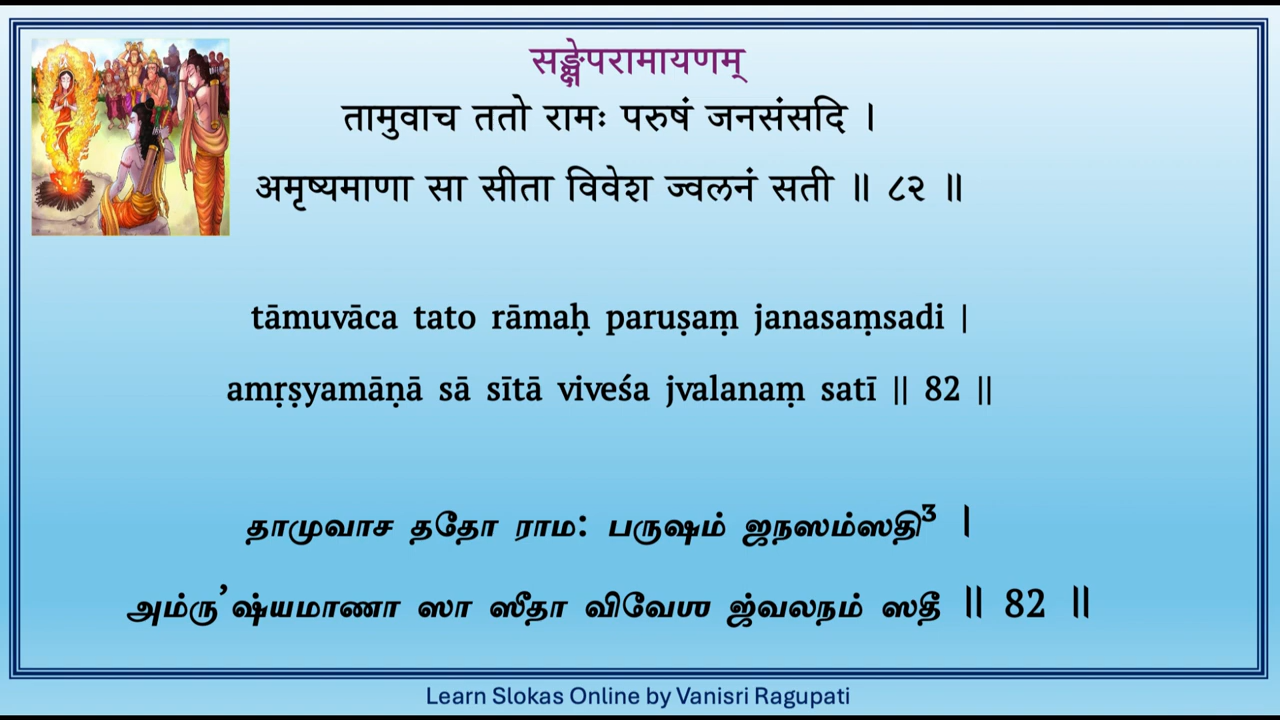 सङ्क्षेपरामायणम्
तामुवाच ततो रामः परुषं जनसंसदि ।
अमृष्यमाणा सा सीता विवेश ज्वलनं सती ॥ ८२ ॥
tāmuvāca tato rāmaḥ paruṣaṃ janasaṃsadi |
amṛṣyamāṇā sā sītā viveśa jvalanaṃ satī || 82 ||
தாமுவாச ததோ ராம: பருஷம் ஜநஸம்ஸதி³ ।
அம்ரு’ஷ்யமாணா ஸா ஸீதா விவேஶ ஜ்வலநம் ஸதீ ॥ 82 ॥
Learn Slokas Online by Vanisri Ragupati